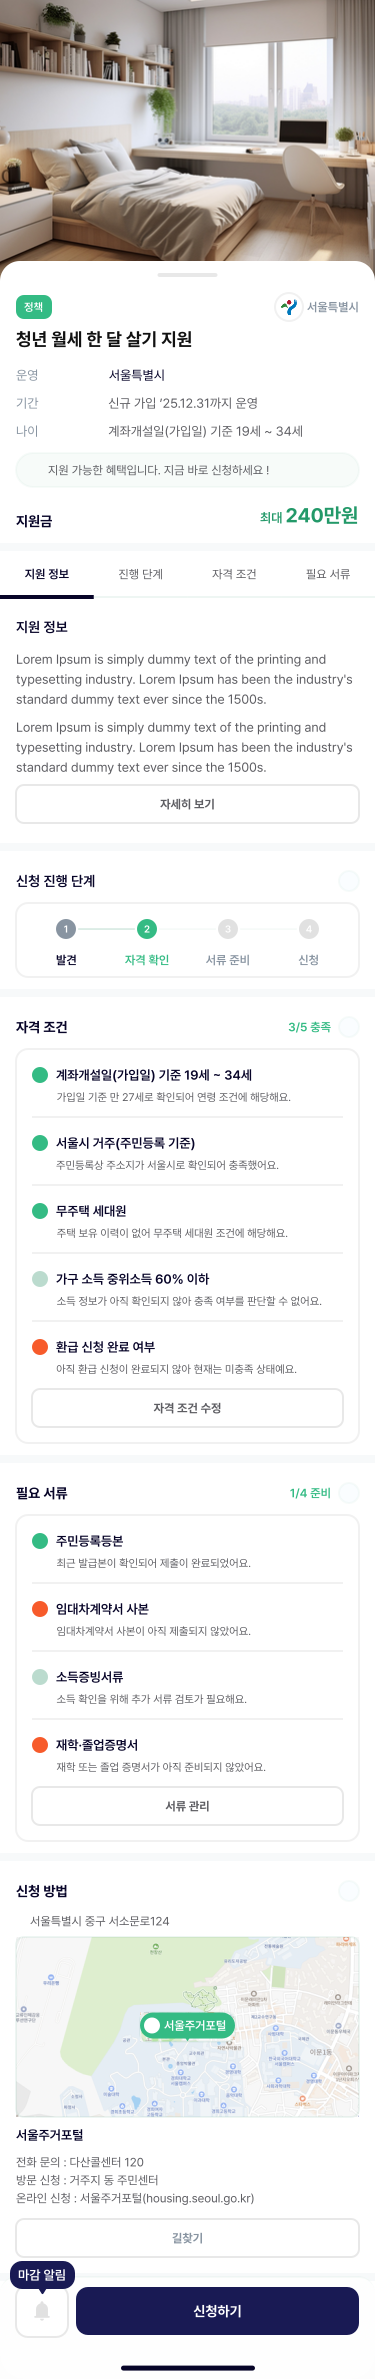 정책
서울특별시
청년 월세 한 달 살기 지원
운영 서울특별시
기간 신규 가입 ‘25.12.31까지 운영
나이 계좌개설일(가입일) 기준 19세 ~ 34세
지원 가능한 혜택입니다. 지금 바로 신청하세요 !
지원금 최대 240만원
지원 정보 진행 단계 자격 조건 필요 서류
지원 정보
Lorem Ipsum is simply dummy text of the printing and
typesetting industry. Lorem Ipsum has been the industry's
standard dummy text ever since the 1500s.
Lorem Ipsum is simply dummy text of the printing and
typesetting industry. Lorem Ipsum has been the industry's
standard dummy text ever since the 1500s.
자세히 보기
신청 진행 단계
1 2 3 4
발견 자격 확인 서류 준비 신청
자격 조건 3/5 충족
계좌개설일(가입일) 기준 19세 ~ 34세
가입일 기준 만 27세로 확인되어 연령 조건에 해당해요.
서울시 거주(주민등록 기준)
주민등록상 주소지가 서울시로 확인되어 충족했어요.
무주택 세대원
주택 보유 이력이 없어 무주택 세대원 조건에 해당해요.
가구 소득 중위소득 60% 이하
소득 정보가 아직 확인되지 않아 충족 여부를 판단할 수 없어요.
환급 신청 완료 여부
아직 환급 신청이 완료되지 않아 현재는 미충족 상태예요.
자격 조건 수정
필요 서류 1/4 준비
주민등록등본
최근 발급본이 확인되어 제출이 완료되었어요.
임대차계약서 사본
임대차계약서 사본이 아직 제출되지 않았어요.
소득증빙서류
소득 확인을 위해 추가 서류 검토가 필요해요.
재학·졸업증명서
재학 또는 졸업 증명서가 아직 준비되지 않았어요.
서류 관리
신청 방법
서울특별시 중구 서소문로124
서울주거포털
이문1동
서울주거포털
전화 문의 : 다산콜센터 120
방문 신청 : 거주지 동 주민센터
온라인 신청 : 서울주거포털(housing.seoul.go.kr)
길찾기
마감 알림
신청하기